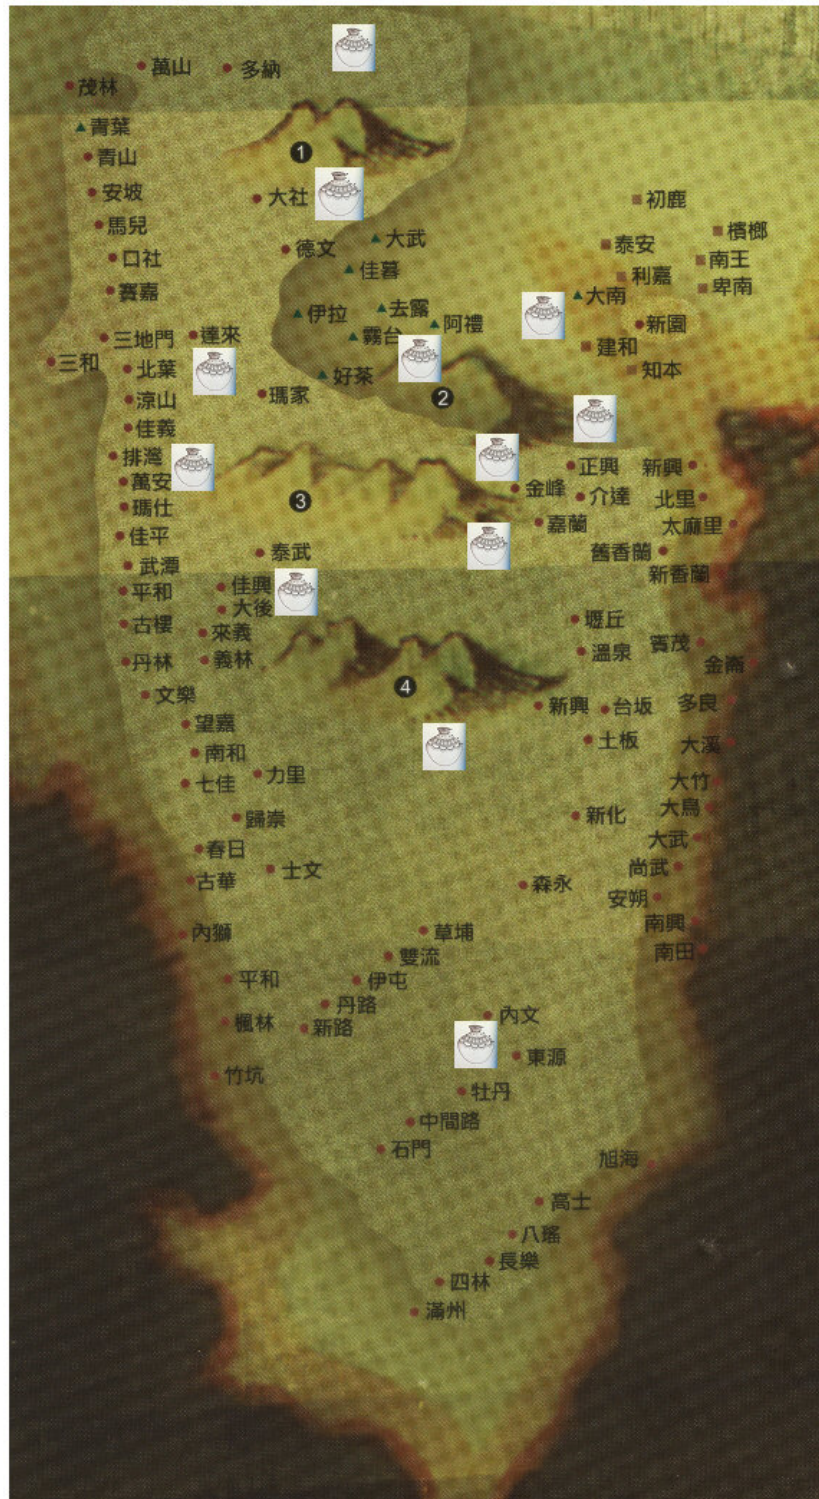 萬山
多納
茂林
青葉
❶
青山
安坡
大社
初鹿
馬兒
檳榔
德文
大武
泰安
口社
南王
佳暮
利嘉
賽嘉
卑南
大南
伊拉
去露
新園
阿禮
三地門
達來
霧台
建和
三和
北葉
好茶
知本
瑪家
❷
涼山
佳義
排灣
正興
新興
萬安
金峰
介達
北里
❸
瑪仕
嘉蘭
太麻里
佳平
泰武
舊香蘭
武潭
新香蘭
平和
佳興
大後
古樓
來義
壢丘
賓茂
丹林
義林
溫泉
金崙
❹
文樂
新興
台坂
多良
望嘉
土板
大溪
南和
七佳
力里
大竹
大鳥
歸崇
新化
大武
春日
士文
尚武
古華
森永
安朔
南興
內獅
草埔
雙流
南田
平和
伊屯
丹路
內文
楓林
新路
東源
竹坑
牡丹
中間路
石門
旭海
高士
八瑤
長樂
四林
滿州